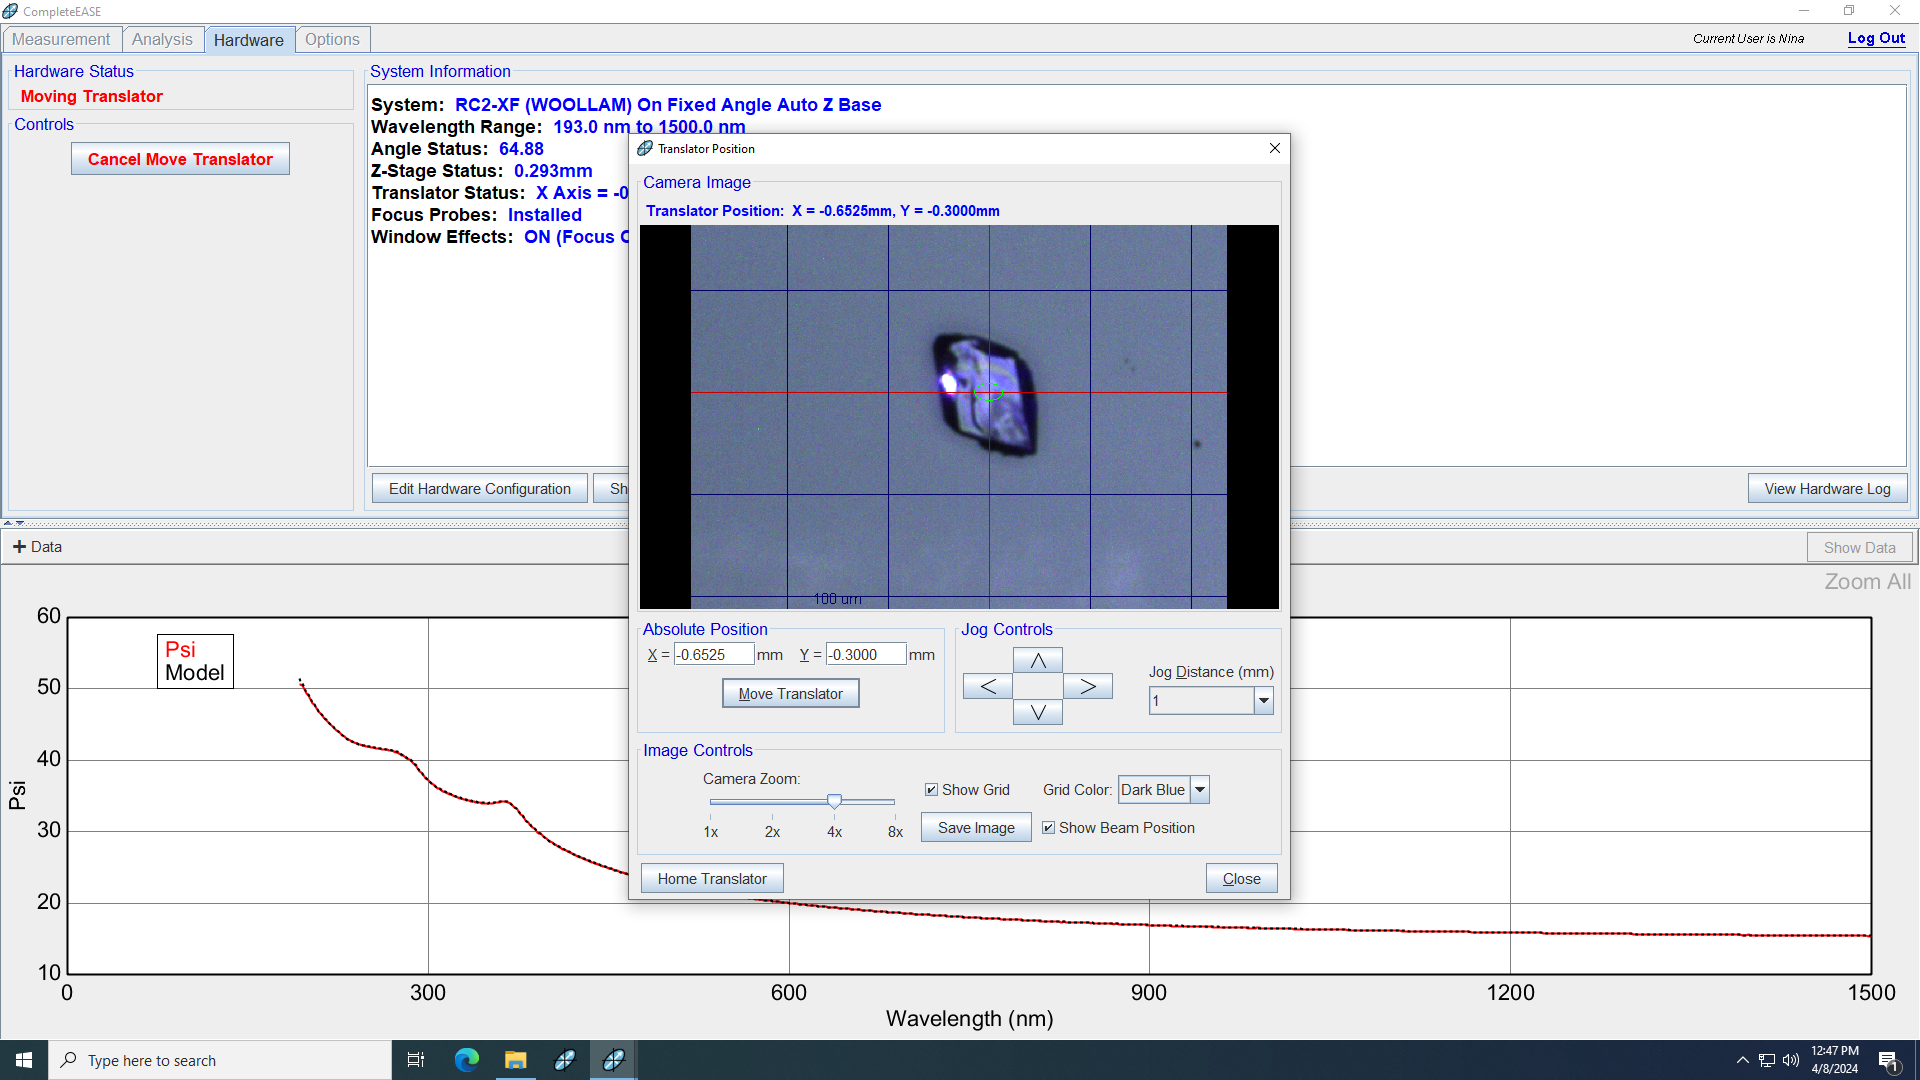 CompleteEASE
Measurement Analysis Hardware Options
Current User is Nina Log Out
Hardware Status
Moving Translator
Controls
Cancel Move Translator
System Information
System: RC2-XF (WOOLLAM) On Fixed Angle Auto Z Base
Wavelength Range: 193.0 nm to 1500.0 nm
Angle Status: 64.88
Z-Stage Status: 0.293mm
Translator Status: X Axis = -0
Focus Probes: Installed
Window Effects: ON (Focus
Edit Hardware Configuration Sh
View Hardware Log
Translator Position
Camera Image
Translator Position: X = -0.6525mm, Y = -0.3000mm
100 um
Absolute Position
X = -0.6525 mm Y = -0.3000 mm
Move Translator
Jog Controls
< ^ v >
Jog Distance (mm)
1
Image Controls
Camera Zoom:
1x 2x 4x 8x
Show Grid
Grid Color: Dark Blue
Save Image
Show Beam Position
Home Translator
Close
+ Data
Show Data
Zoom All
Psi
Model
60
50
40
30
20
10
Psi
0 300 600 900 1200 1500
Wavelength (nm)
Type here to search
12:47 PM
4/8/2024
1